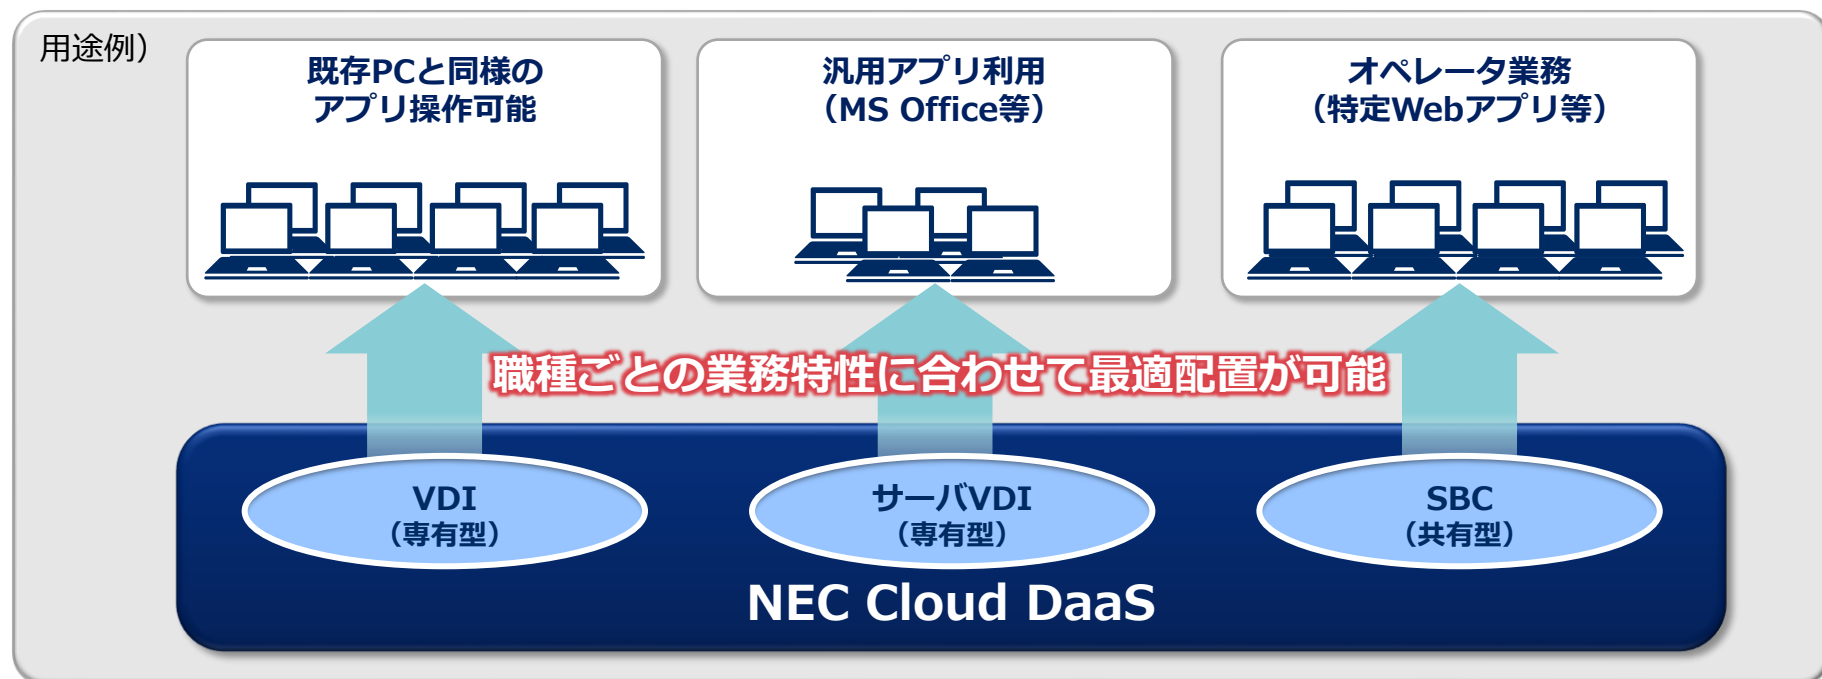 用途例）
既存PCと同様の
アプリ操作可能
汎用アプリ利用
（MS Office等）
オペレータ業務
（特定Webアプリ等）
職種ごとの業務特性に合わせて最適配置が可能
VDI
（専有型）
サーバVDI
（専有型）
SBC
（共有型）
NEC Cloud DaaS